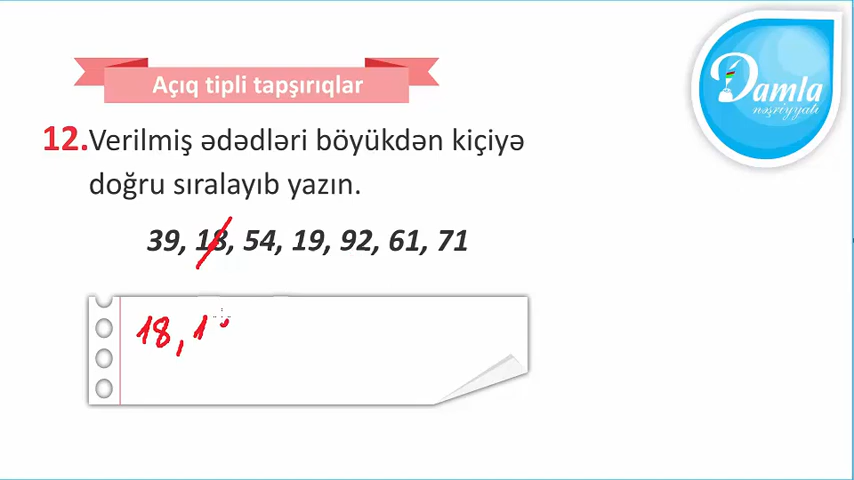 Açıq tipli tapşırıqlar
Damla
nəşriyyatı
12.Verilmiş ədədləri böyükdən kiçiyə
doğru sıralayıb yazın.
39, 18, 54, 19, 92, 61, 71
18, 1